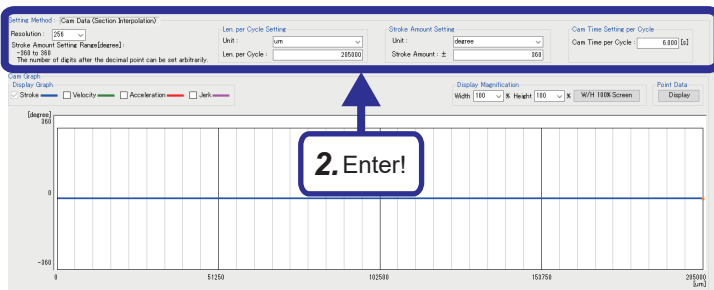 Setting Method : Cam Data (Section Interpolation)
Resolution : 256
Stroke Amount Setting Range[degree] :
-360 to 360
The number of digits after the decimal point can be set arbitrarily.
Len. per Cycle Setting
Unit : um
Len. per Cycle : 205000
Stroke Amount Setting
Unit : degree
Stroke Amount : ± 360
Cam Time Setting per Cycle
Cam Time per Cycle : 6.000 [s]
Cam Graph
Display Graph
Stroke Velocity Acceleration Jerk
Display Magnification
Width 100 % Height 100 % W/H 100% Screen
Point Data
Display
2. Enter!
[degree]
360
0
-360
0 51250 102500 153750 205000
[um]